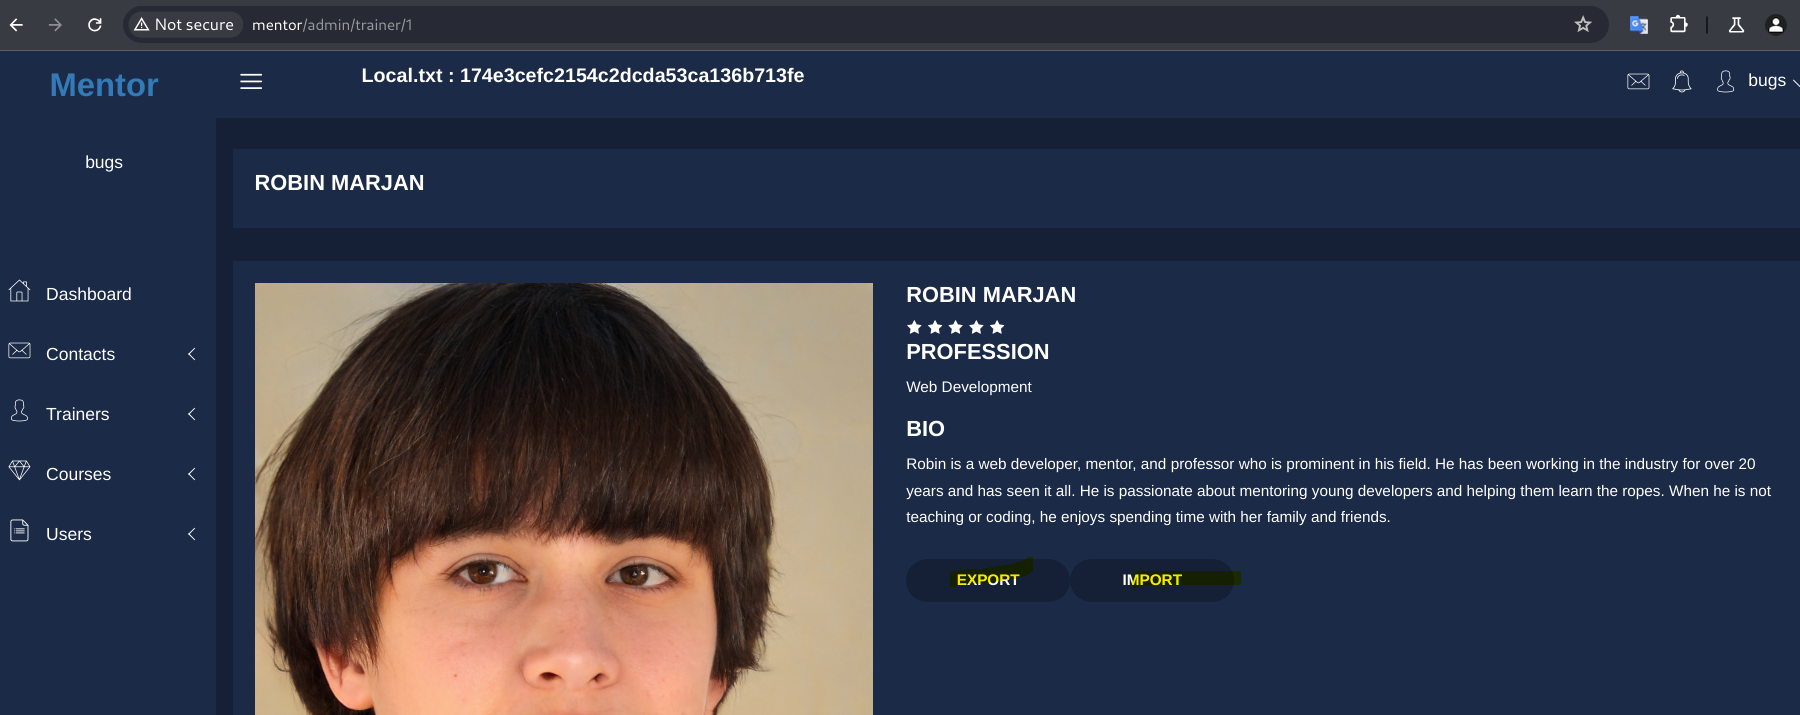 Not secure mentor/admin/trainer/1
Mentor
Local.txt : 174e3cefc2154c2dcda53ca136b713fe
bugs
bugs
ROBIN MARJAN
Dashboard
Contacts
Trainers
Courses
Users
ROBIN MARJAN
PROFESSION
Web Development
BIO
Robin is a web developer, mentor, and professor who is prominent in his field. He has been working in the industry for over 20
years and has seen it all. He is passionate about mentoring young developers and helping them learn the ropes. When he is not
teaching or coding, he enjoys spending time with her family and friends.
EXPORT IMPORT